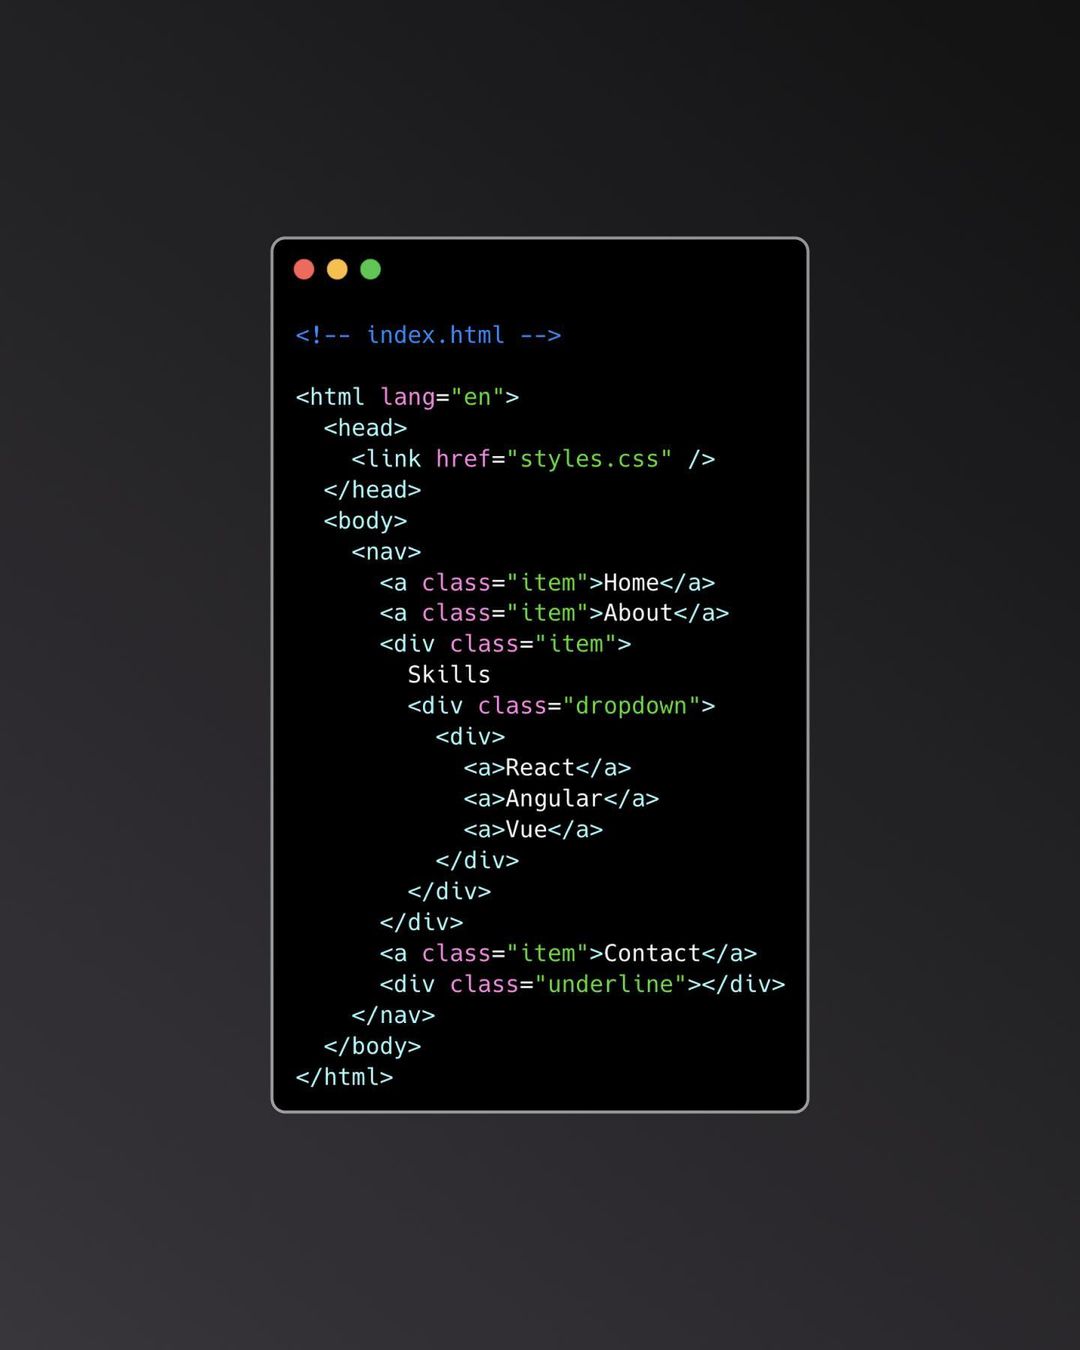 <!-- index.html -->

<html lang="en">
  <head>
    <link href="styles.css" />
  </head>
  <body>
    <nav>
      <a class="item">Home</a>
      <a class="item">About</a>
      <div class="item">
        Skills
        <div class="dropdown">
          <div>
            <a>React</a>
            <a>Angular</a>
            <a>Vue</a>
          </div>
        </div>
      </div>
      <a class="item">Contact</a>
      <div class="underline"></div>
    </nav>
  </body>
</html>